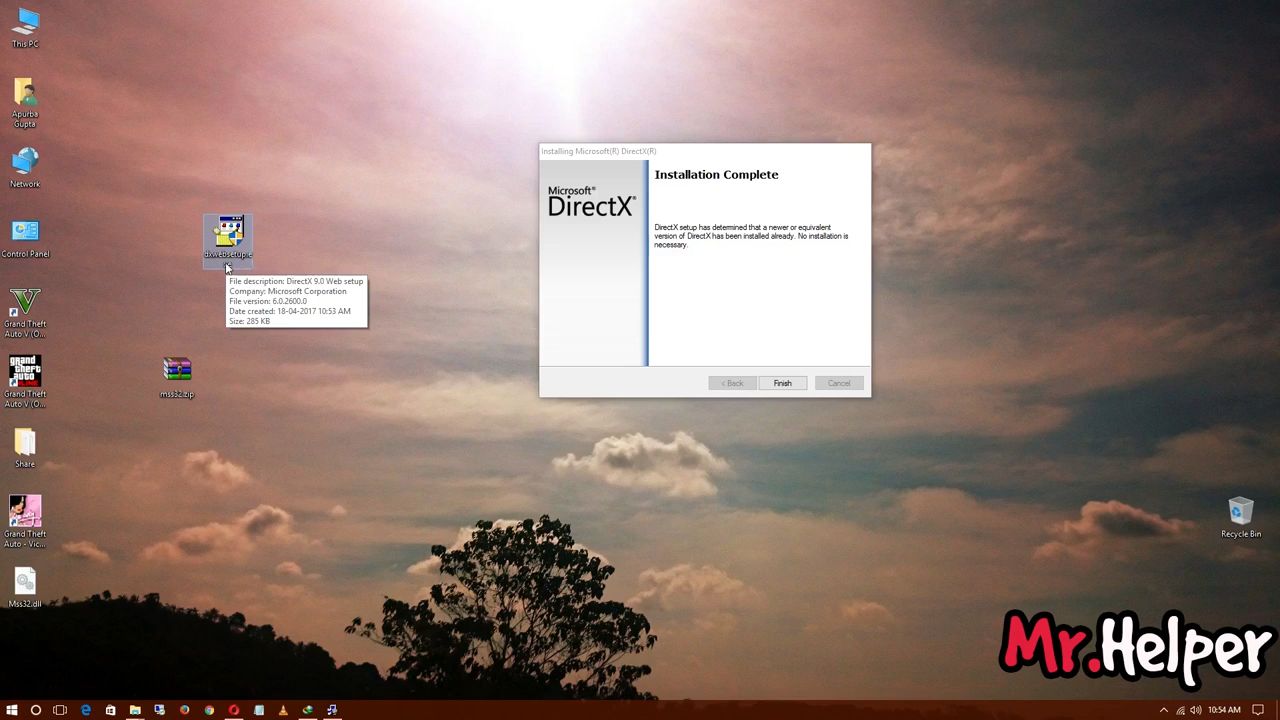 This PC
Apurba
Gupta
Network
Control Panel
Grand Theft
Auto V (O...
Grand Theft
Auto V (O...
Share
Grand Theft
Auto - Vic...
Mss32.dll
dxwebsetup.e
File description: DirectX 9.0 Web setup
Company: Microsoft Corporation
File version: 6.0.2600.0
Date created: 18-04-2017 10:53 AM
Size: 285 KB
mss32.zip
Installing Microsoft(R) DirectX(R)
Microsoft®
DirectX®
Installation Complete
DirectX setup has determined that a newer or equivalent
version of DirectX has been installed already. No installation is
necessary.
< Back
Finish
Cancel
Recycle Bin
Mr.Helper
10:54 AM